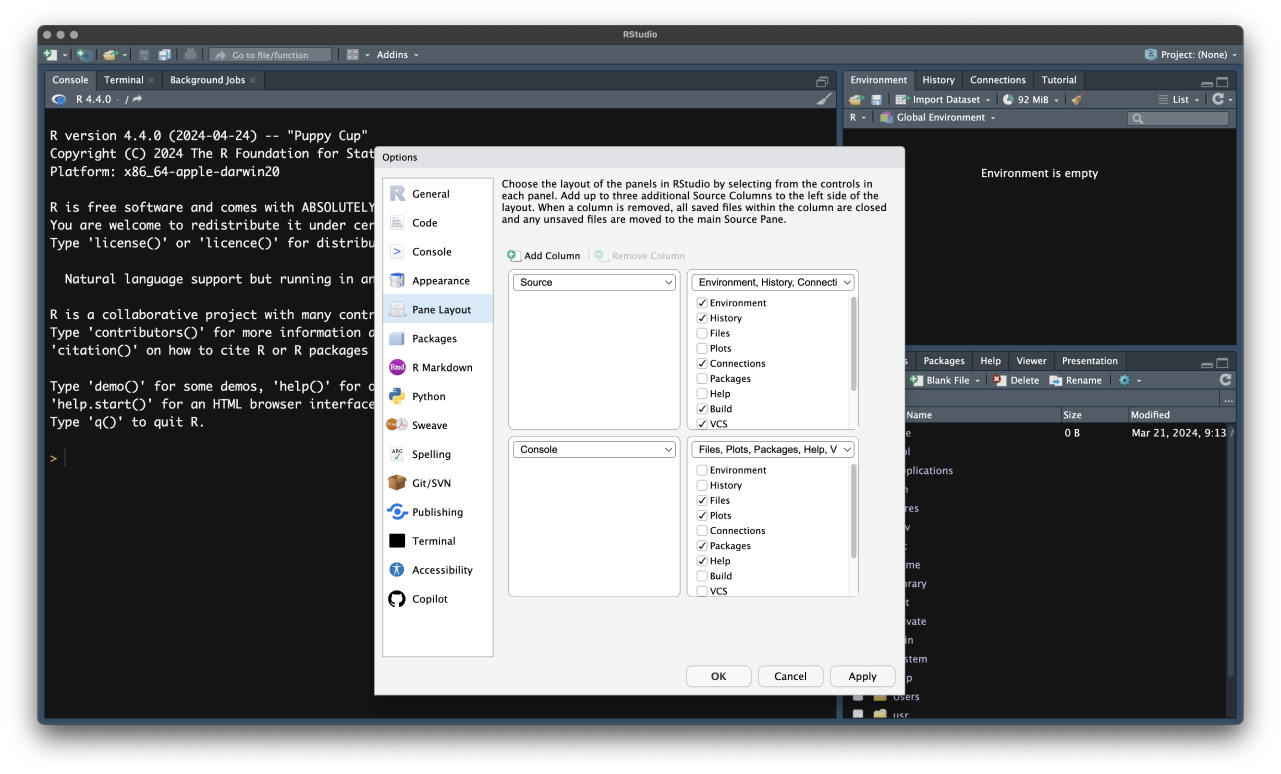 RStudio
Go to file/function
Addins
Project: (None)
Console
Terminal
Background Jobs
R 4.4.0 · /
R version 4.4.0 (2024-04-24) -- "Puppy Cup"
Copyright (C) 2024 The R Foundation for Stat
Platform: x86_64-apple-darwin20
R is free software and comes with ABSOLUTELY
You are welcome to redistribute it under cer
Type 'license()' or 'licence()' for distribu
Natural language support but running in an
R is a collaborative project with many contr
Type 'contributors()' for more information a
'citation()' on how to cite R or R packages
Type 'demo()' for some demos, 'help()' for o
'help.start()' for an HTML browser interface
Type 'q()' to quit R.
>
Options
General
Code
Console
Appearance
Pane Layout
Packages
R Markdown
Python
Sweave
Spelling
Git/SVN
Publishing
Terminal
Accessibility
Copilot
Choose the layout of the panels in RStudio by selecting from the controls in
each panel. Add up to three additional Source Columns to the left side of the
layout. When a column is removed, all saved files within the column are closed
and any unsaved files are moved to the main Source Pane.
Add Column
Remove Column
Source
Environment, History, Connecti
Environment
History
Files
Plots
Connections
Packages
Help
Build
VCS
Console
Files, Plots, Packages, Help, V
Environment
History
Files
Plots
Connections
Packages
Help
Build
VCS
OK
Cancel
Apply
Environment
History
Connections
Tutorial
Import Dataset
92 MiB
List
R
Global Environment
Environment is empty
s
Packages
Help
Viewer
Presentation
Blank File
Delete
Rename
...
Name
Size
Modified
e
0 B
Mar 21, 2024, 9:13 A
ol
plications
n
res
v
c
me
rary
t
vate
in
stem
p
Users
usr